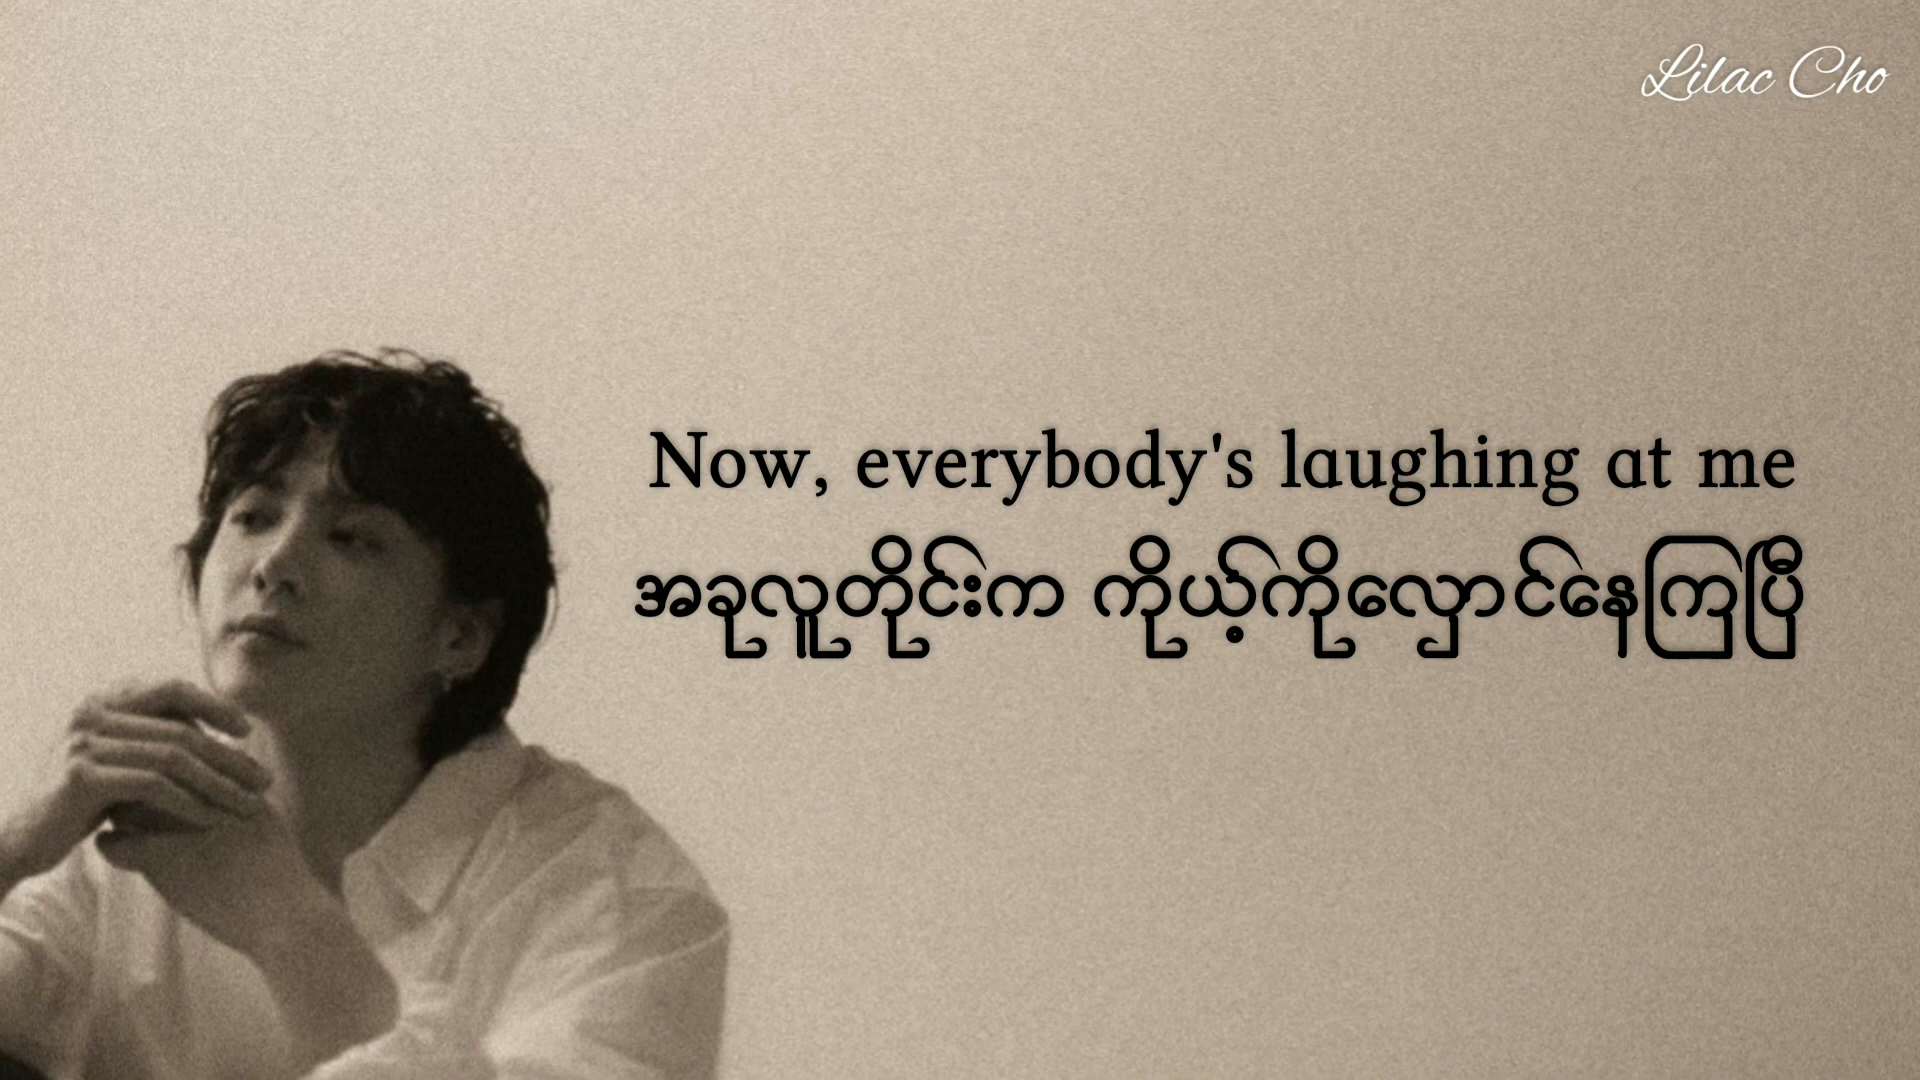 Lilac Cho
Now, everybody's laughing at me
အခုလူတိုင်းက ကိုယ့်ကိုလှောင်နေကြပြီ